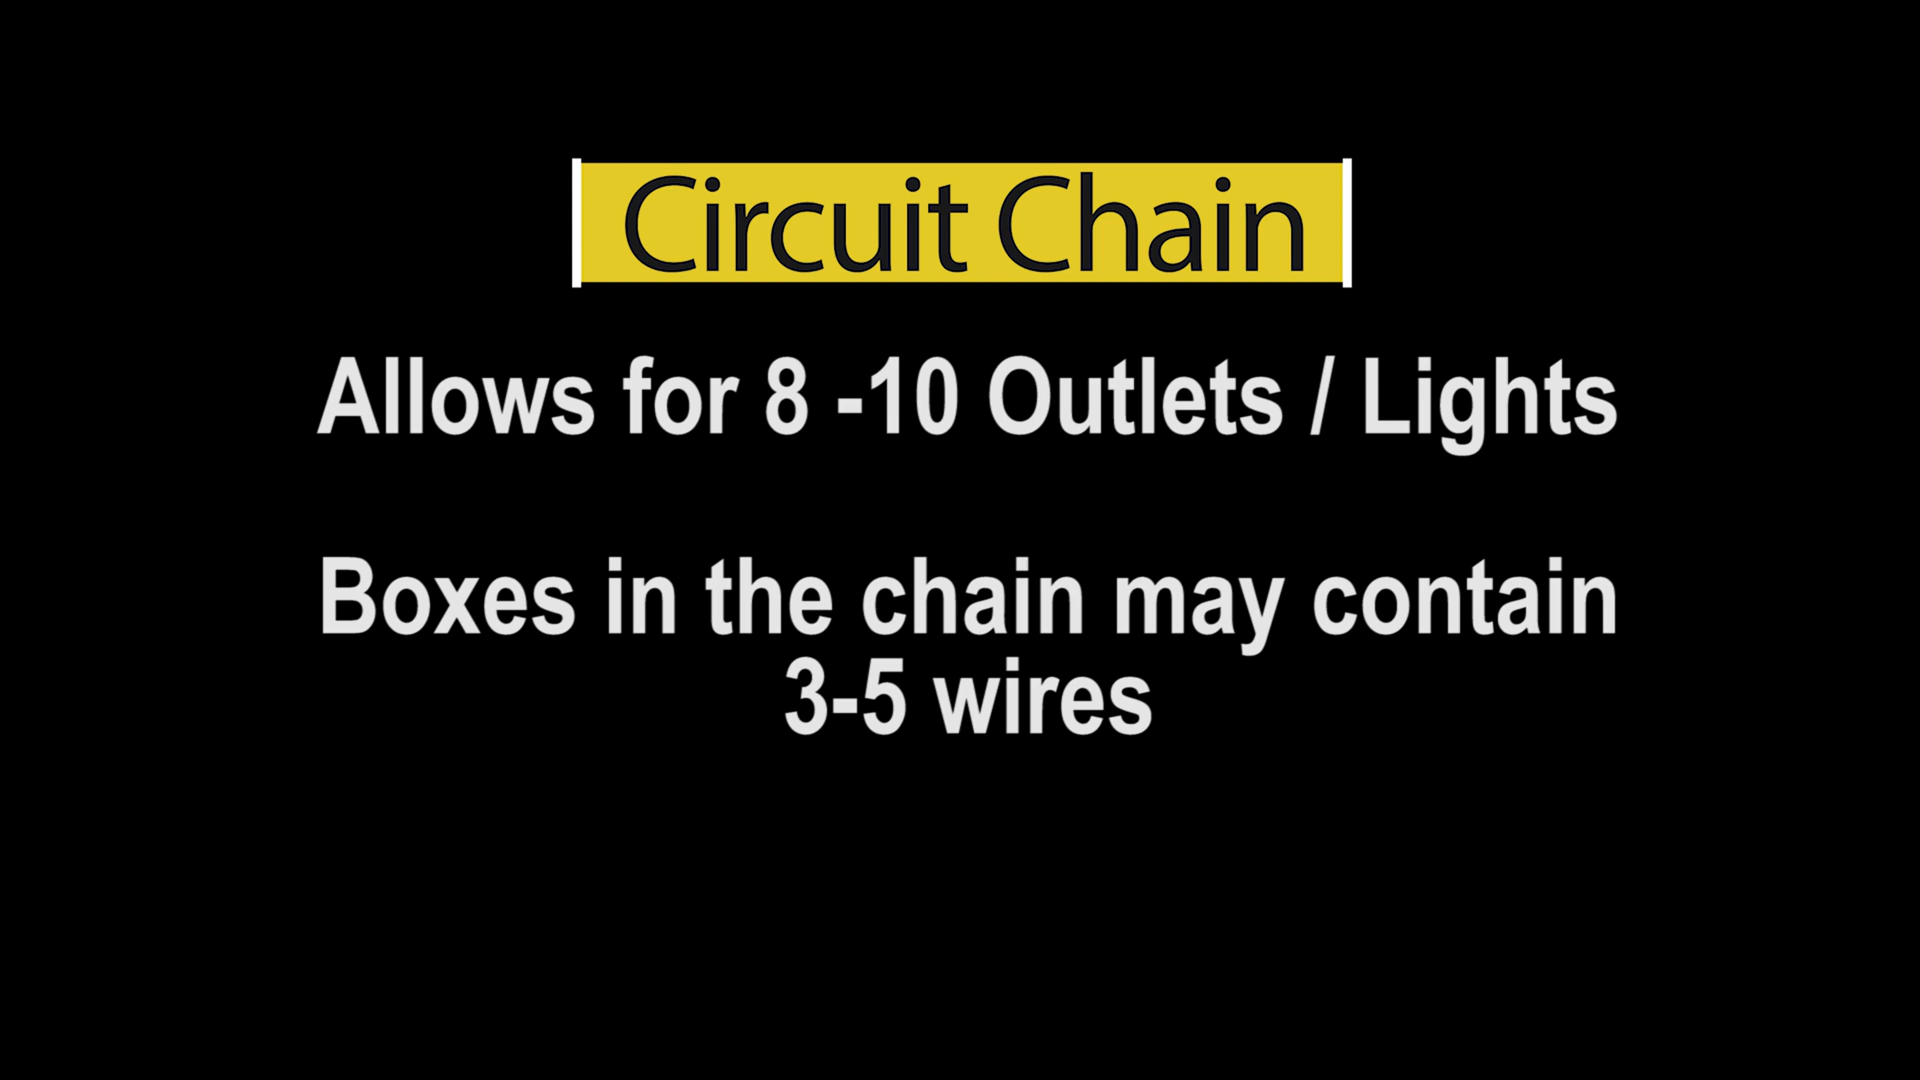 Circuit Chain
Allows for 8 -10 Outlets / Lights
Boxes in the chain may contain
3-5 wires